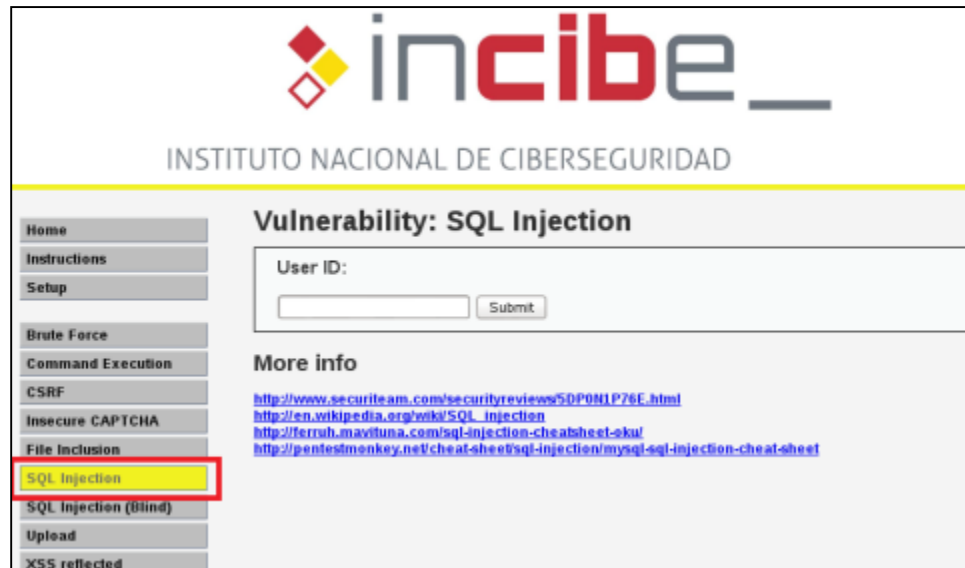 incibe_
INSTITUTO NACIONAL DE CIBERSEGURIDAD
Home
Instructions
Setup
Brute Force
Command Execution
CSRF
Insecure CAPTCHA
File Inclusion
SQL Injection
SQL Injection (Blind)
Upload
XSS reflected
Vulnerability: SQL Injection
User ID:
Submit
More info
http://www.securiteam.com/securityreviews/5DP0N1P76E.html
http://en.wikipedia.org/wiki/SQL_injection
http://ferruh.mavituna.com/sql-injection-cheatsheet-oku/
http://pentestmonkey.net/cheat-sheet/sql-injection/mysql-sql-injection-cheat-sheet